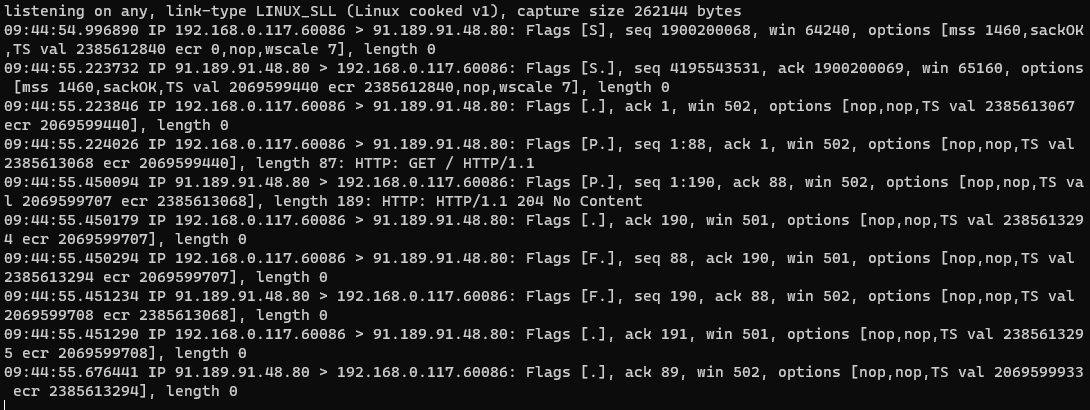 listening on any, link-type LINUX_SLL (Linux cooked v1), capture size 262144 bytes
09:44:54.996890 IP 192.168.0.117.60086 > 91.189.91.48.80: Flags [S], seq 1900200068, win 64240, options [mss 1460,sackOK
,TS val 2385612840 ecr 0,nop,wscale 7], length 0
09:44:55.223732 IP 91.189.91.48.80 > 192.168.0.117.60086: Flags [S.], seq 4195543531, ack 1900200069, win 65160, options
 [mss 1460,sackOK,TS val 2069599440 ecr 2385612840,nop,wscale 7], length 0
09:44:55.223846 IP 192.168.0.117.60086 > 91.189.91.48.80: Flags [.], ack 1, win 502, options [nop,nop,TS val 2385613067
ecr 2069599440], length 0
09:44:55.224026 IP 192.168.0.117.60086 > 91.189.91.48.80: Flags [P.], seq 1:88, ack 1, win 502, options [nop,nop,TS val
2385613068 ecr 2069599440], length 87: HTTP: GET / HTTP/1.1
09:44:55.450094 IP 91.189.91.48.80 > 192.168.0.117.60086: Flags [P.], seq 1:190, ack 88, win 502, options [nop,nop,TS va
l 2069599707 ecr 2385613068], length 189: HTTP: HTTP/1.1 204 No Content
09:44:55.450179 IP 192.168.0.117.60086 > 91.189.91.48.80: Flags [.], ack 190, win 501, options [nop,nop,TS val 238561329
4 ecr 2069599707], length 0
09:44:55.450294 IP 192.168.0.117.60086 > 91.189.91.48.80: Flags [F.], seq 88, ack 190, win 501, options [nop,nop,TS val
2385613294 ecr 2069599707], length 0
09:44:55.451234 IP 91.189.91.48.80 > 192.168.0.117.60086: Flags [F.], seq 190, ack 88, win 502, options [nop,nop,TS val
2069599708 ecr 2385613068], length 0
09:44:55.451290 IP 192.168.0.117.60086 > 91.189.91.48.80: Flags [.], ack 191, win 501, options [nop,nop,TS val 238561329
5 ecr 2069599708], length 0
09:44:55.676441 IP 91.189.91.48.80 > 192.168.0.117.60086: Flags [.], ack 89, win 502, options [nop,nop,TS val 2069599933
 ecr 2385613294], length 0